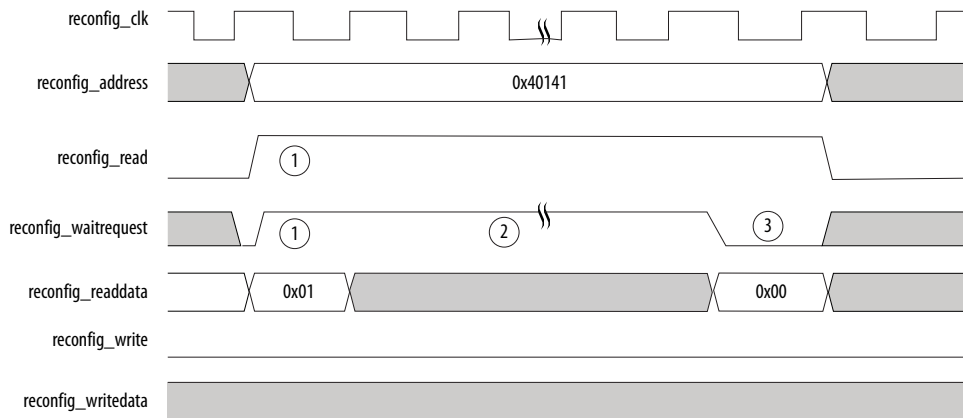 reconfig_clk
reconfig_address 0x40141
reconfig_read 1
reconfig_waitrequest 1 2 3
reconfig_readdata 0x01 0x00
reconfig_write
reconfig_writedata